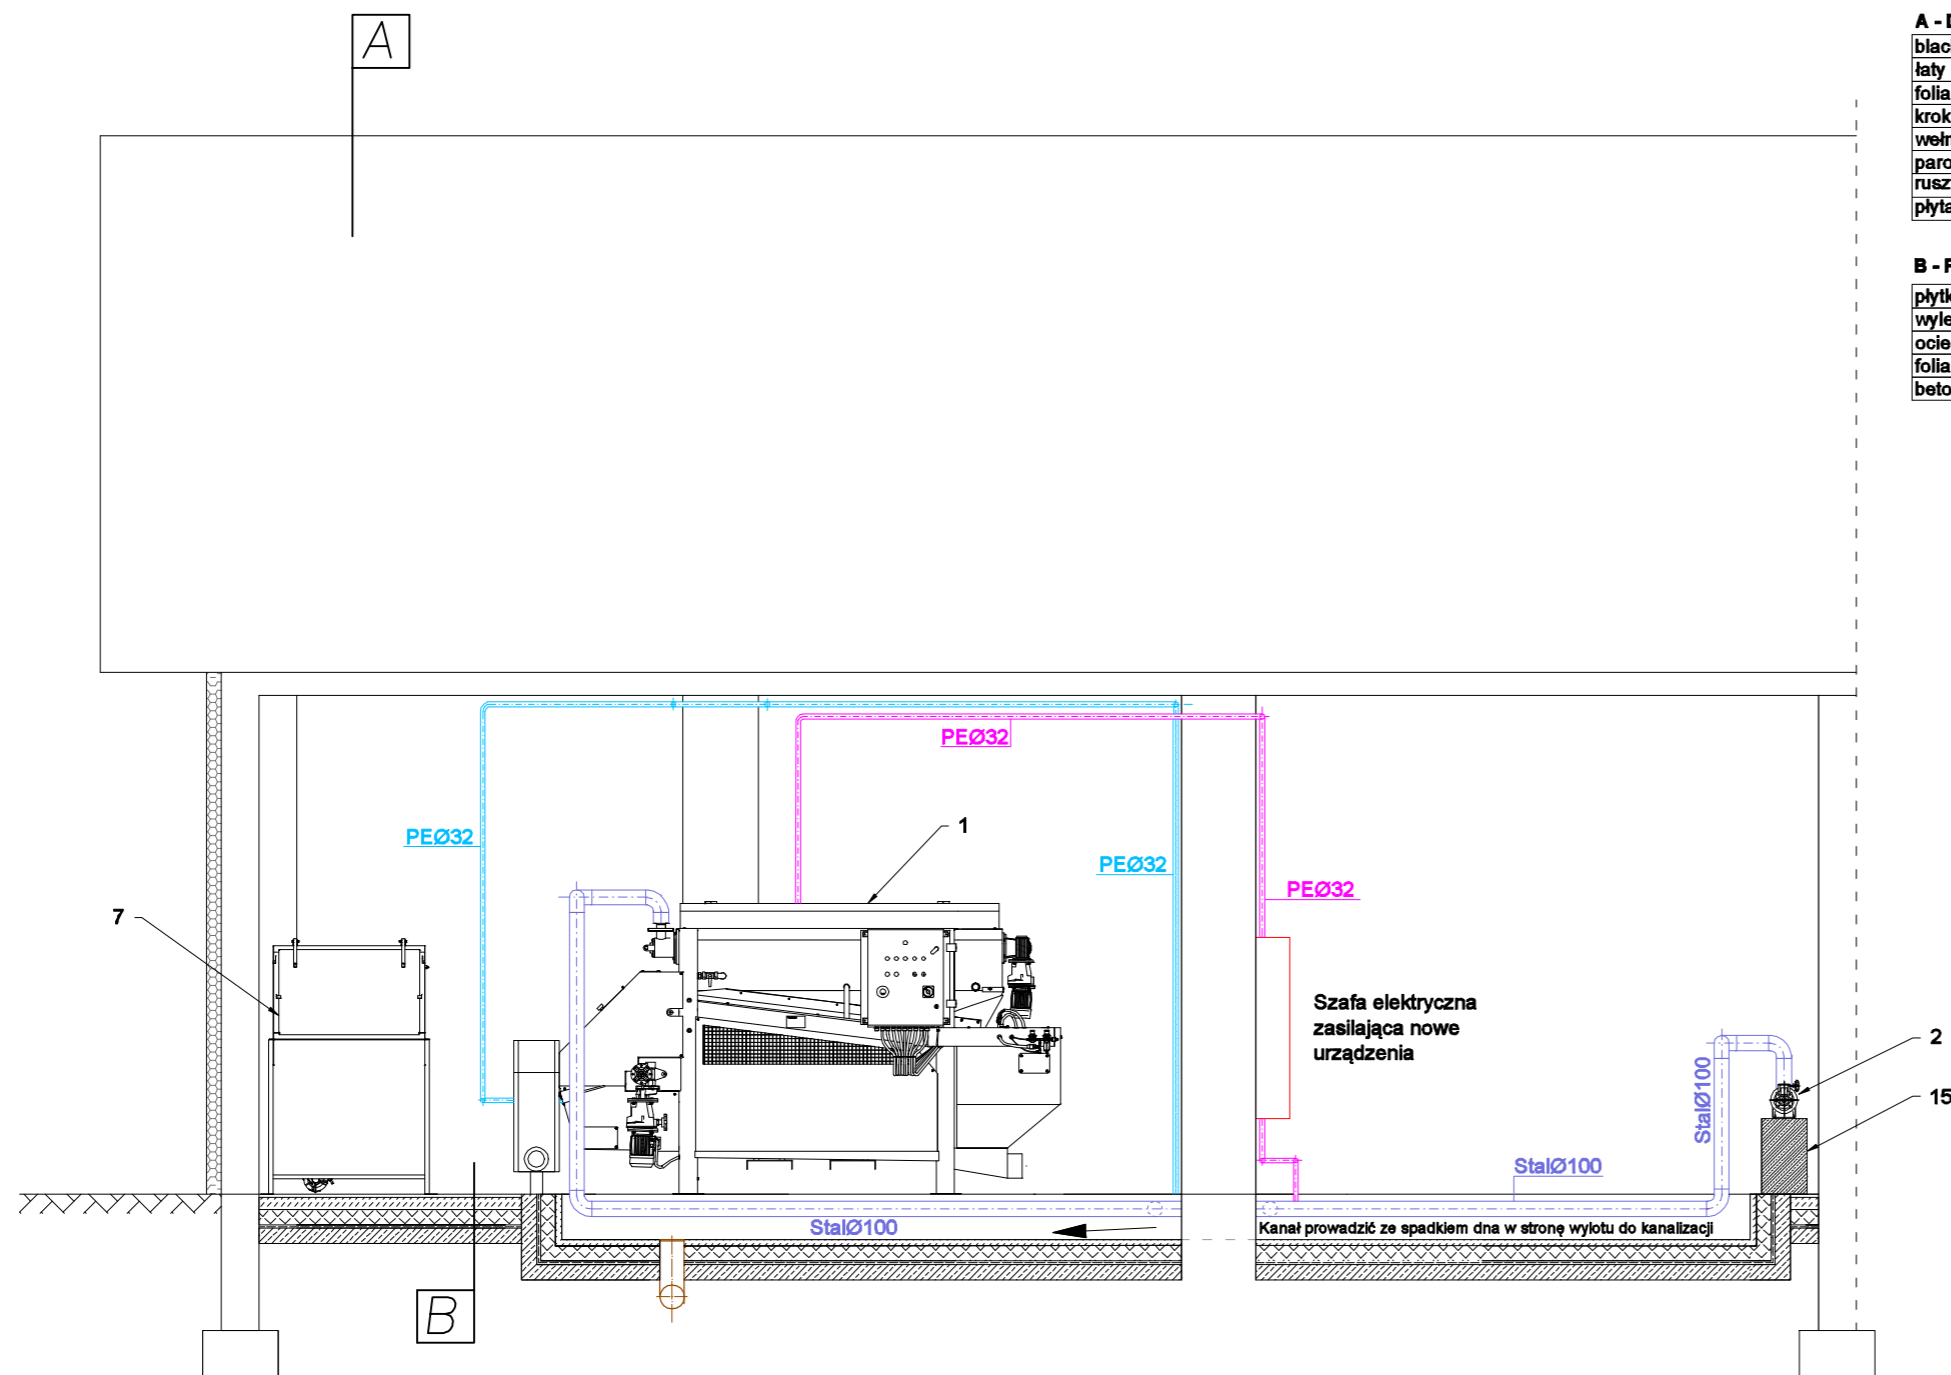 A
A -
blac
łaty
folia
krok
wełn
paro
rusz
płyta
B -
płytk
wyle
ocie
folia
beto
PEØ32
1
PEØ32
PEØ32
PEØ32
7
Szafa elektryczna
zasilająca nowe
urządzenia
2
StalØ100
15
StalØ100
StalØ100
Kanał prowadzić ze spadkiem dna w stronę wylotu do kanalizacji
B